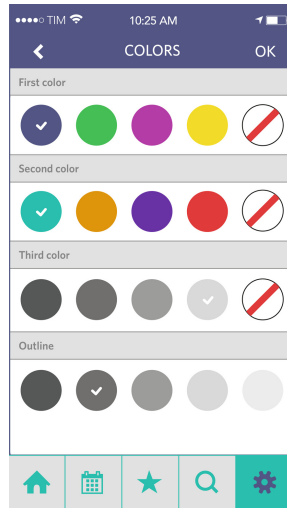 TIM 10:25 AM
COLORS OK
First color
Second color
Third color
Outline